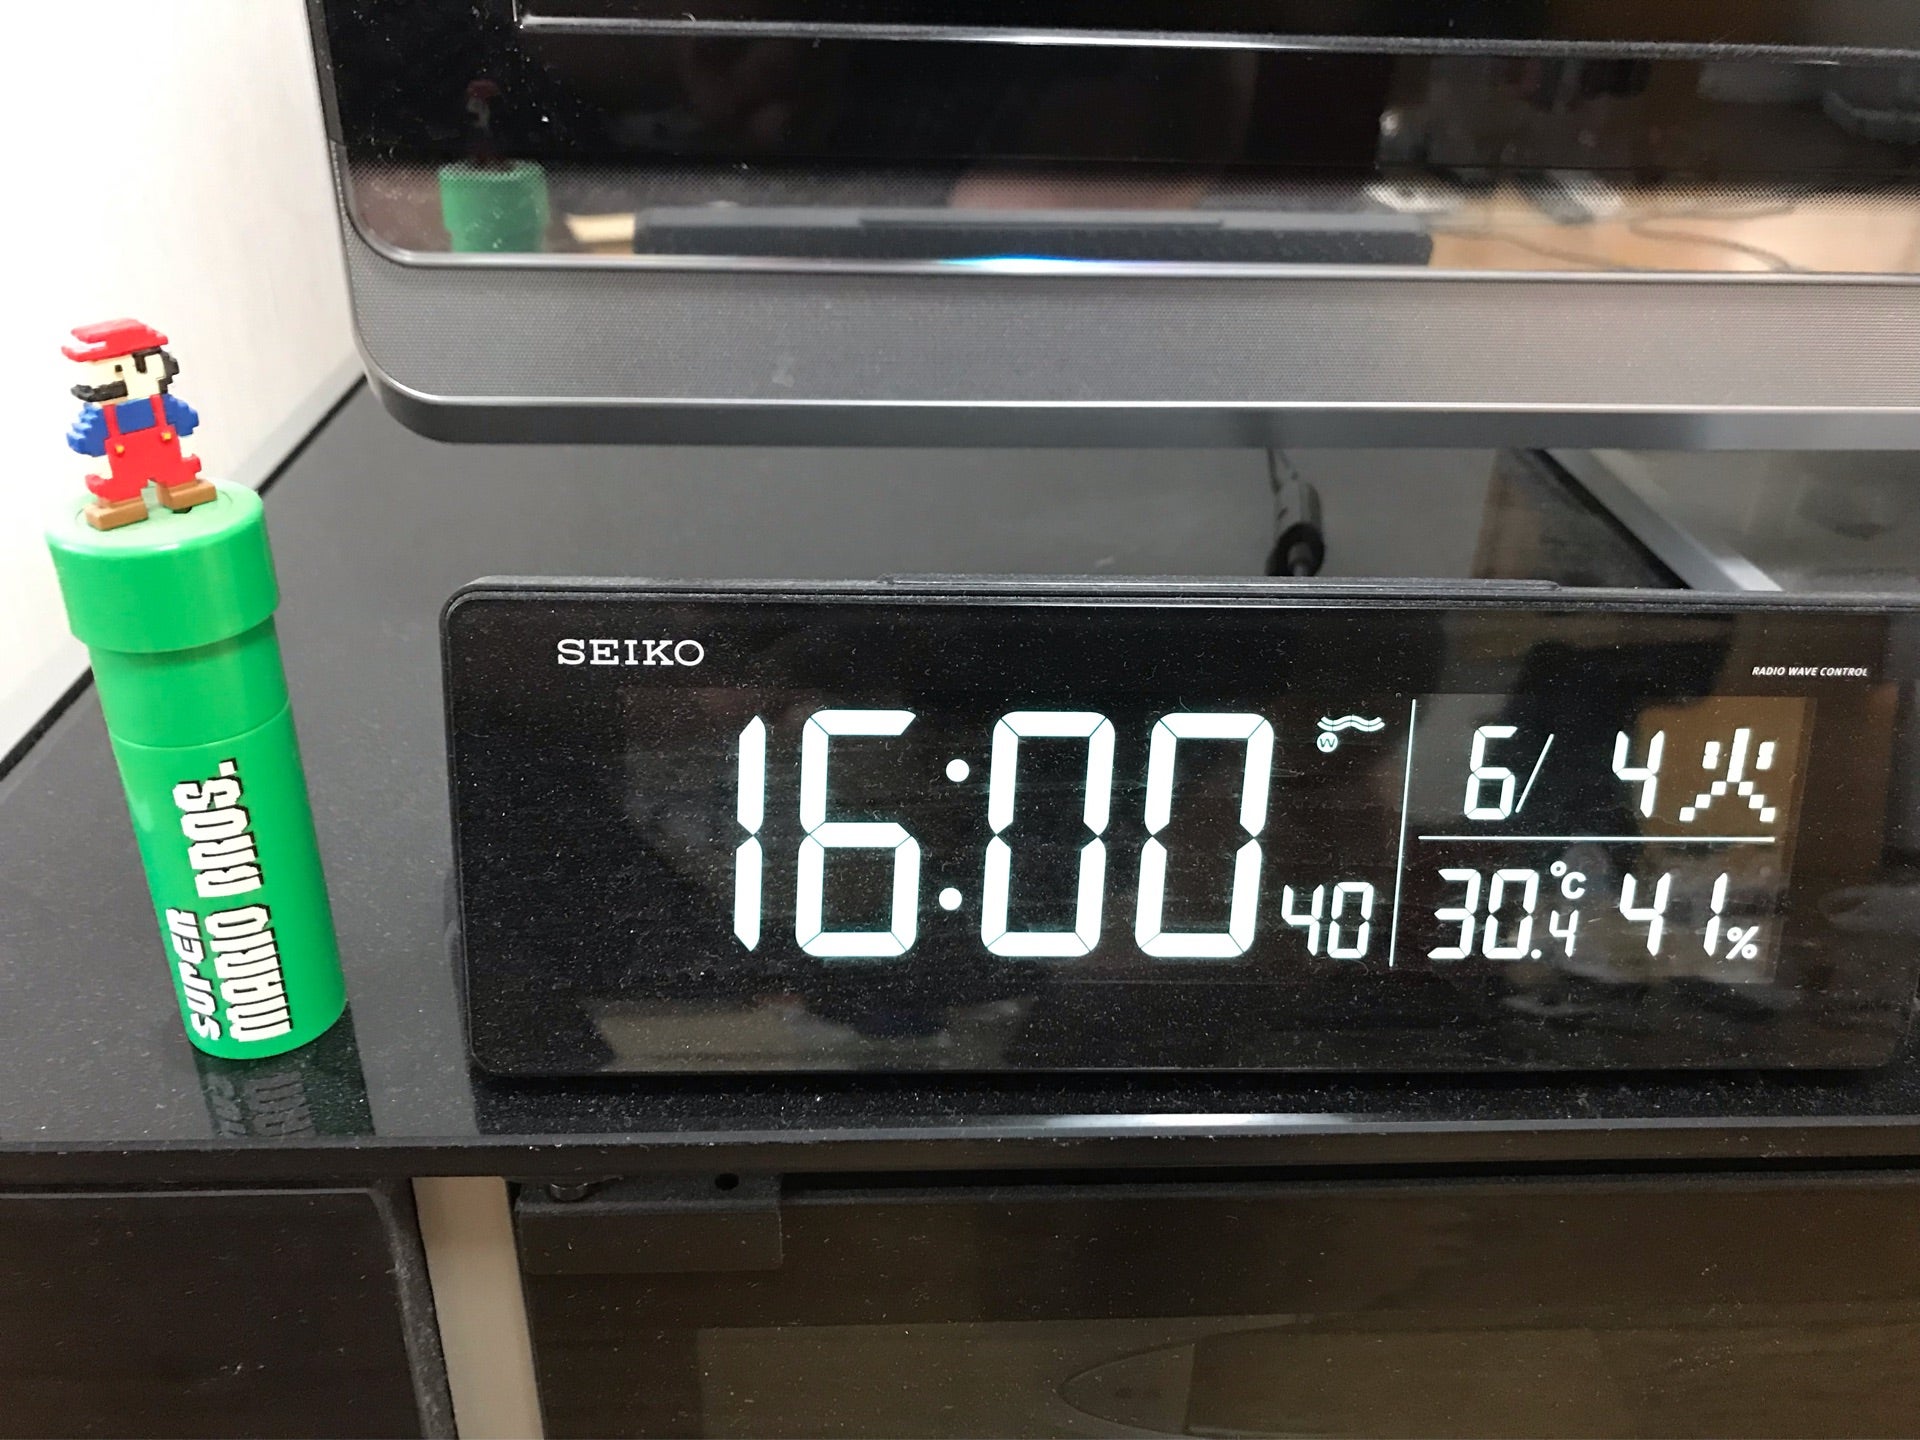 SUPER
MARIO BROS.
SEIKO
RADIO WAVE CONTROL
16:00 40
W
6/ 4 火
30.4 °C 41 %